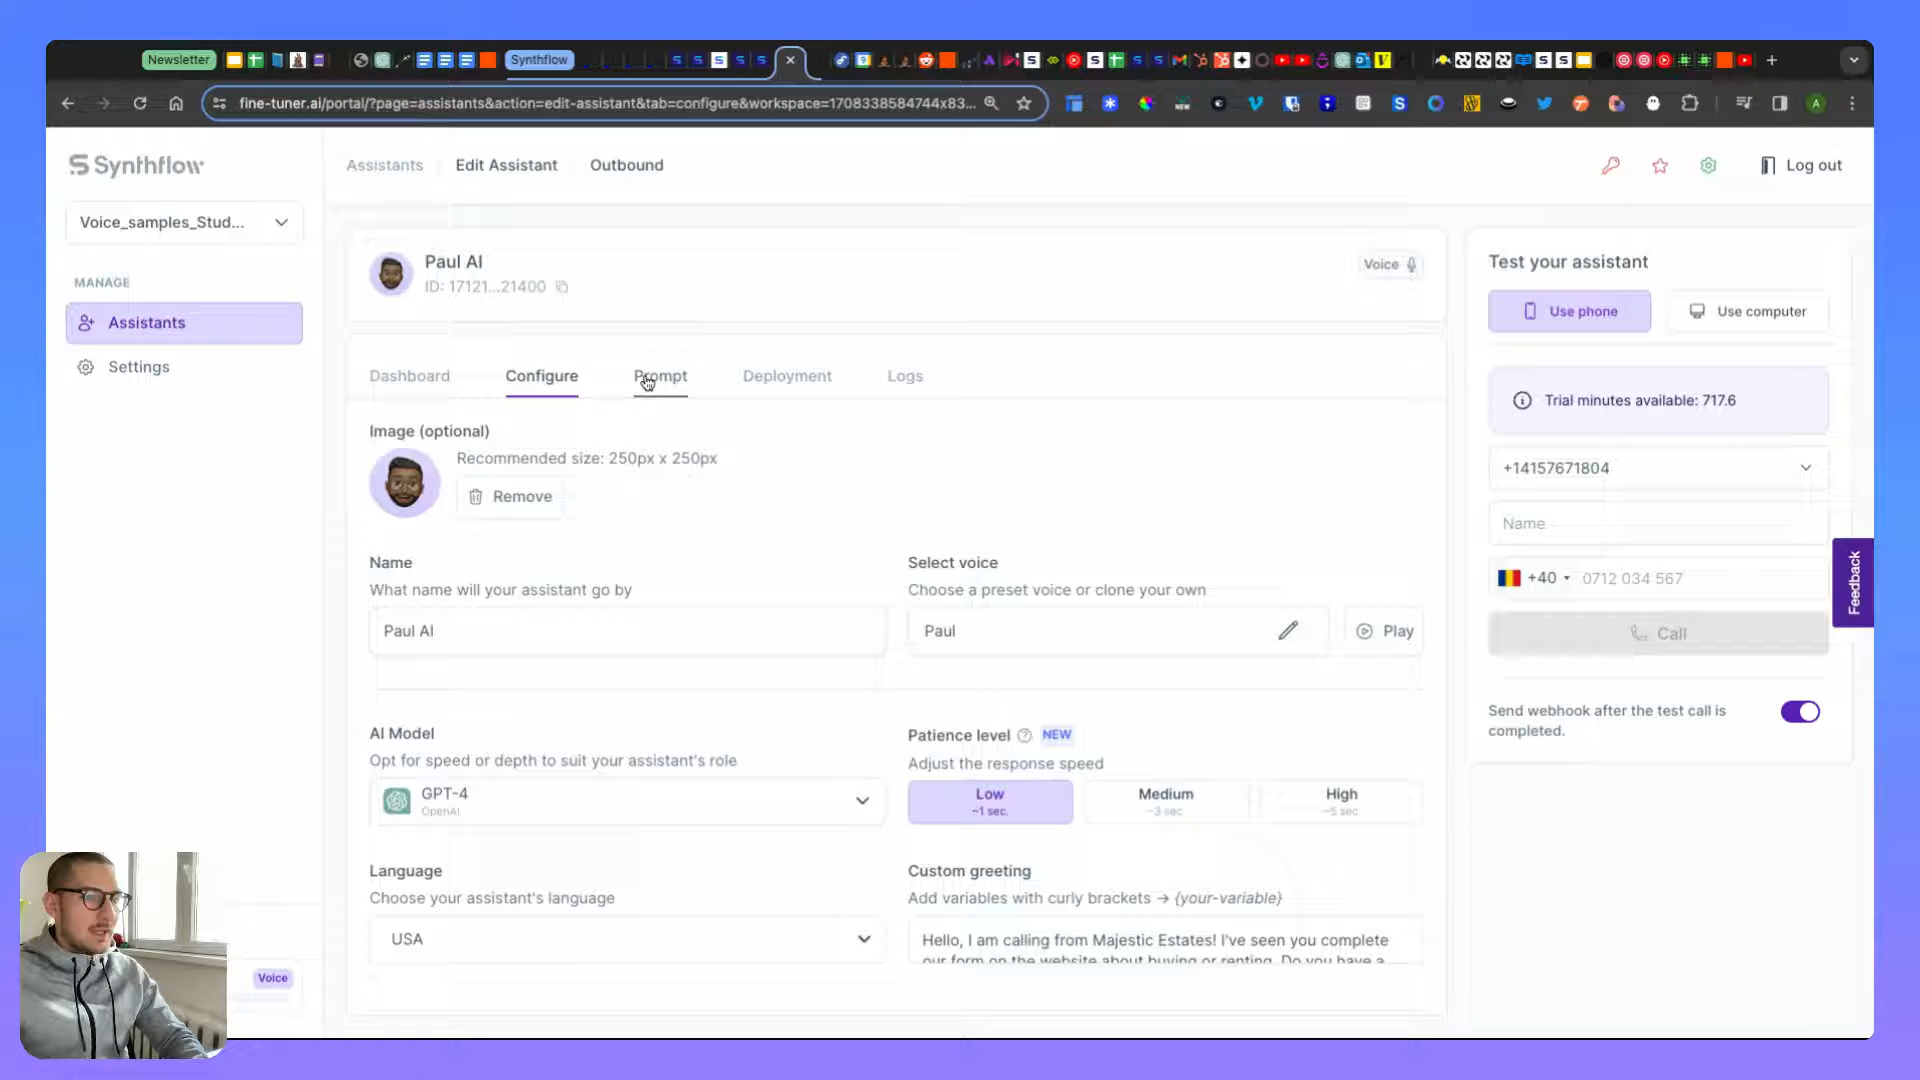 Newsletter
Synthflow
fine-tuner.ai/portal/?page=assistants&action=edit-assistant&tab=configure&workspace=1708338584744x83...
Synthflow
Assistants / Edit Assistant Outbound
Log out
Voice_samples_Stud...
MANAGE
Assistants
Settings
Paul AI
ID: 17121...21400
Voice
Dashboard
Configure
Prompt
Deployment
Logs
Image (optional)
Recommended size: 250px x 250px
Remove
Name
What name will your assistant go by
Paul AI
Select voice
Choose a preset voice or clone your own
Paul
Play
AI Model
Opt for speed or depth to suit your assistant's role
GPT-4
OpenAI
Patience level NEW
Adjust the response speed
Low
~1 sec.
Medium
~3 sec
High
~5 sec
Language
Choose your assistant's language
USA
Custom greeting
Add variables with curly brackets → {your-variable}
Hello, I am calling from Majestic Estates! I've seen you complete
our form on the website about buying or renting. Do you have a
Test your assistant
Use phone
Use computer
Trial minutes available: 717.6
+14157671804
Name
+40 0712 034 567
Call
Send webhook after the test call is
completed.
Feedback
Voice